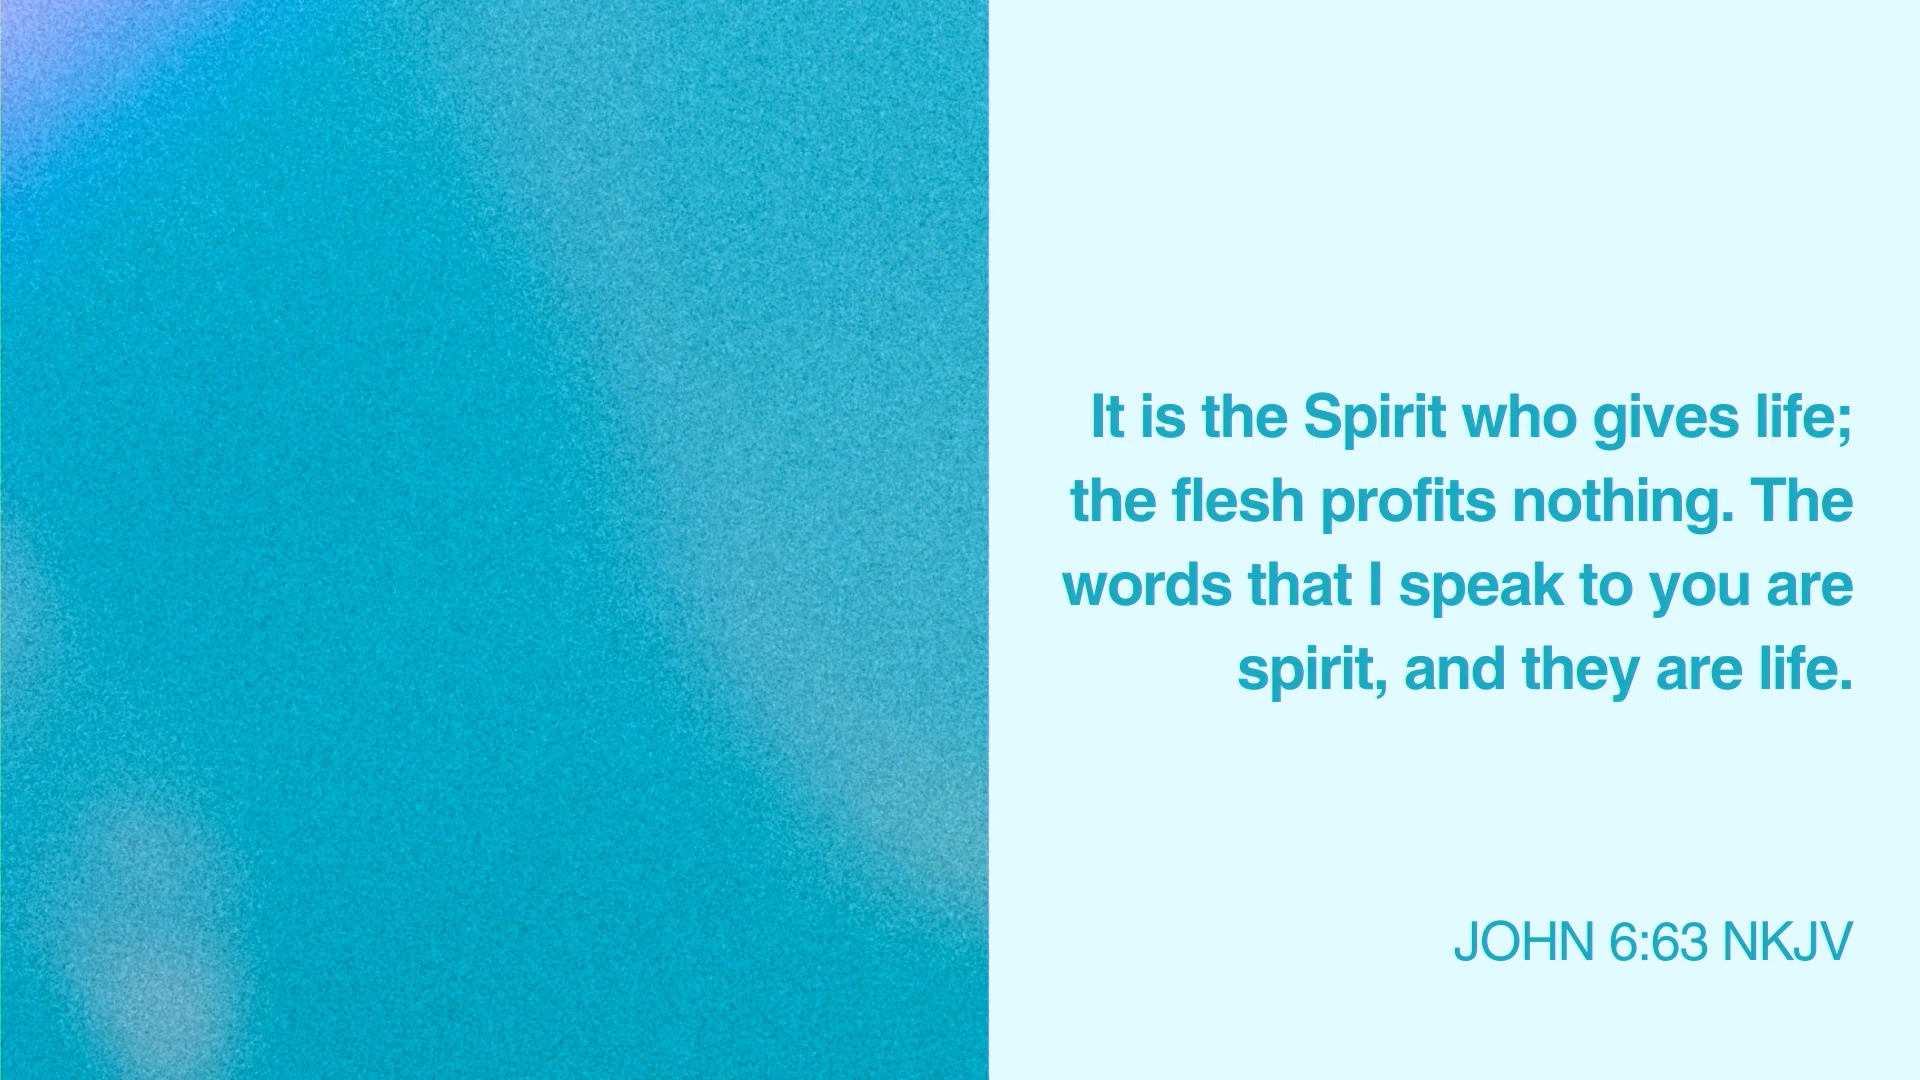 It is the Spirit who gives life;
the flesh profits nothing. The
words that I speak to you are
spirit, and they are life.
JOHN 6:63 NKJV